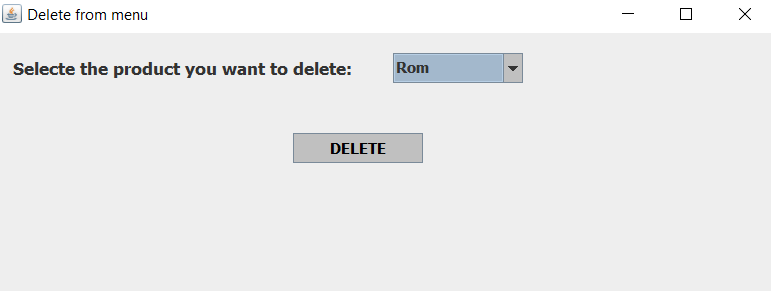 Delete from menu
Selecte the product you want to delete:
Rom
DELETE